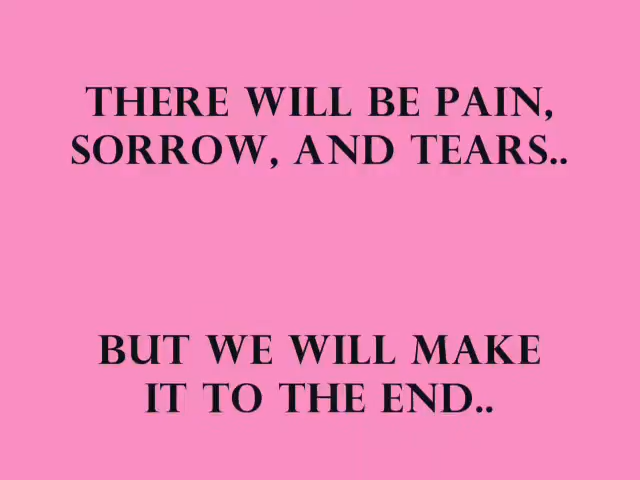 THERE WILL BE PAIN,
SORROW, AND TEARS..
BUT WE WILL MAKE
IT TO THE END..